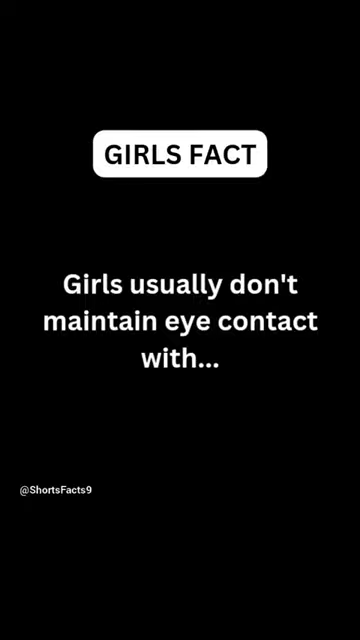 GIRLS FACT
Girls usually don't
maintain eye contact
with...
@ShortsFacts9